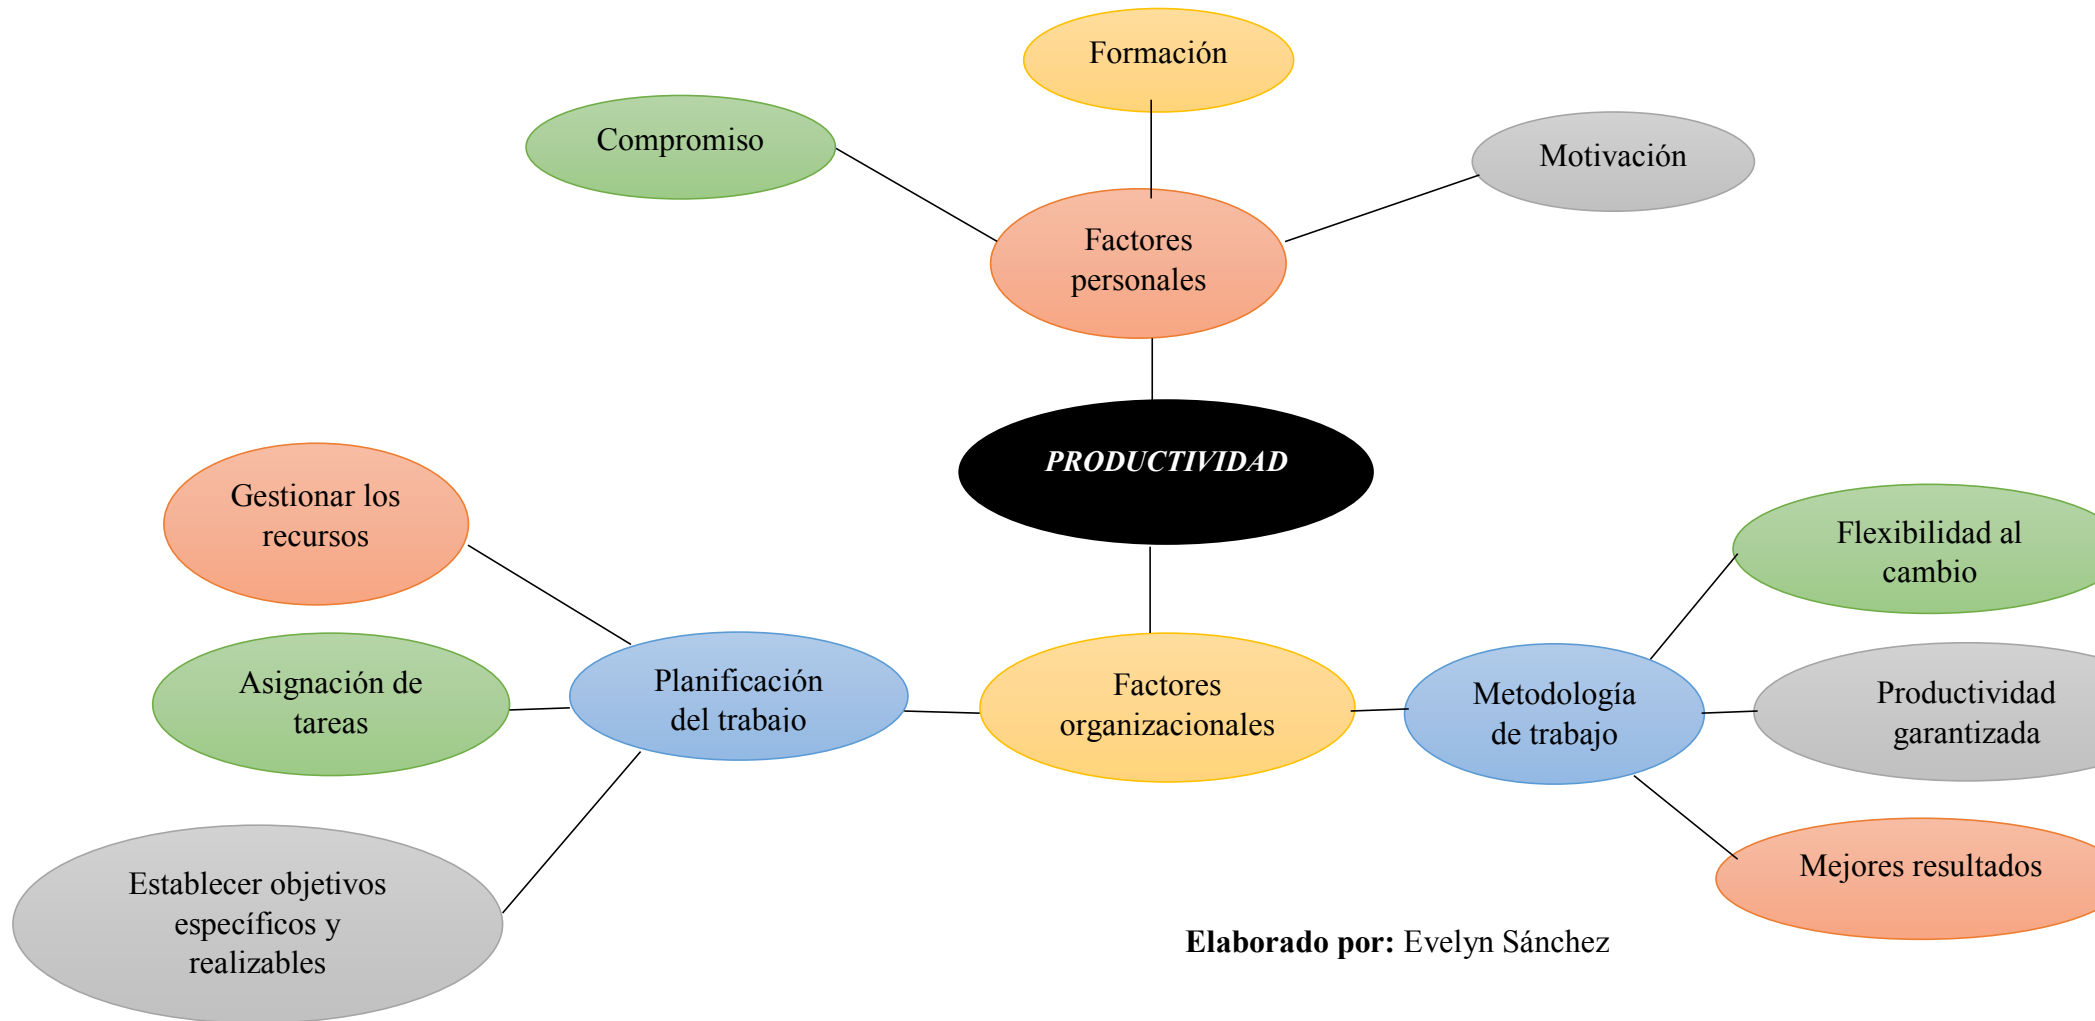 Formación
Compromiso
Motivación
Factores
personales
PRODUCTIVIDAD
Gestionar los
recursos
Flexibilidad al
cambio
Asignación de
tareas
Planificación
del trabajo
Factores
organizacionales
Metodología
de trabajo
Productividad
garantizada
Establecer objetivos
específicos y
realizables
Mejores resultados
Elaborado por: Evelyn Sánchez